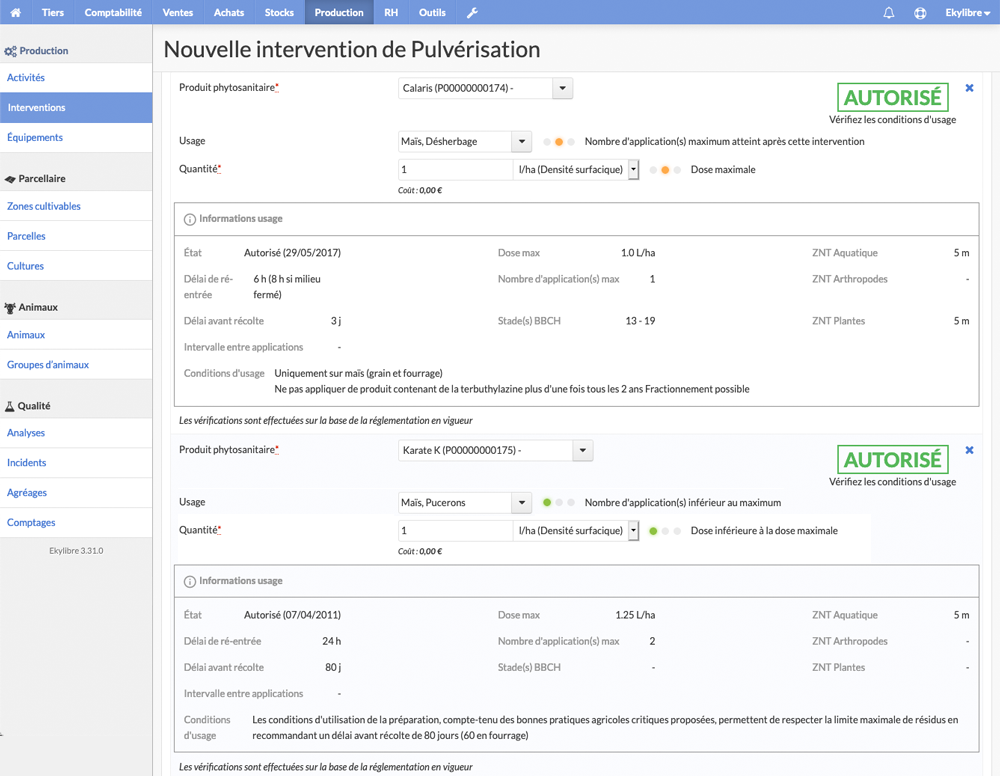 Tiers Comptabilité Ventes Achats Stocks Production RH Outils Ekylibre
Production
Activités
Interventions
Équipements
Parcellaire
Zones cultivables
Parcelles
Cultures
Animaux
Animaux
Groupes d'animaux
Qualité
Analyses
Incidents
Agréages
Comptages
Ekylibre 3.31.0
Nouvelle intervention de Pulvérisation
Produit phytosanitaire* Calaris (P00000000174) -
AUTORISÉ
Vérifiez les conditions d'usage
Usage Maïs, Désherbage Nombre d'application(s) maximum atteint après cette intervention
Quantité* 1 l/ha (Densité surfacique) Dose maximale
Coût : 0,00 €
Informations usage
État Autorisé (29/05/2017) Dose max 1.0 L/ha ZNT Aquatique 5 m
Délai de ré- 6 h (8 h si milieu Nombre d'application(s) max 1 ZNT Arthropodes -
entrée fermé)
Délai avant récolte 3 j Stade(s) BBCH 13 - 19 ZNT Plantes 5 m
Intervalle entre applications -
Conditions d'usage Uniquement sur maïs (grain et fourrage)
Ne pas appliquer de produit contenant de la terbuthylazine plus d'une fois tous les 2 ans Fractionnement possible
Les vérifications sont effectuées sur la base de la réglementation en vigueur
Produit phytosanitaire* Karate K (P00000000175) -
AUTORISÉ
Vérifiez les conditions d'usage
Usage Maïs, Pucerons Nombre d'application(s) inférieur au maximum
Quantité* 1 l/ha (Densité surfacique) Dose inférieure à la dose maximale
Coût : 0,00 €
Informations usage
État Autorisé (07/04/2011) Dose max 1.25 L/ha ZNT Aquatique 5 m
Délai de ré-entrée 24 h Nombre d'application(s) max 2 ZNT Arthropodes -
Délai avant récolte 80 j Stade(s) BBCH - ZNT Plantes -
Intervalle entre applications -
Conditions Les conditions d'utilisation de la préparation, compte-tenu des bonnes pratiques agricoles critiques proposées, permettent de respecter la limite maximale de résidus en
d'usage recommandant un délai avant récolte de 80 jours (60 en fourrage)
Les vérifications sont effectuées sur la base de la réglementation en vigueur